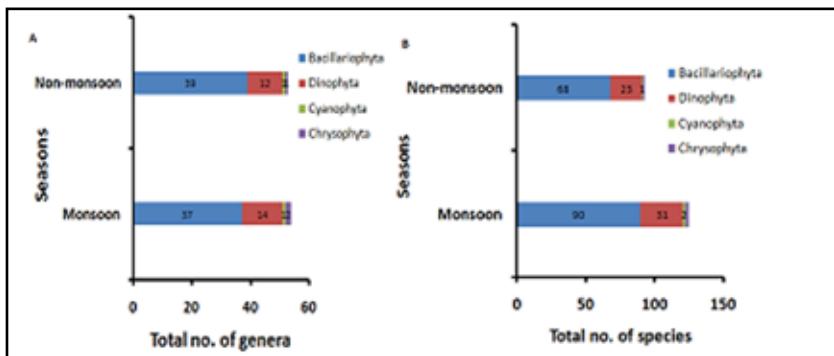 A
Non-monsoon
39 12
Monsoon
37 14
Seasons
0 20 40 60
Total no. of genera
Bacillariophyta
Dinophyta
Cyanophyta
Chrysophyta
B
Non-monsoon
68 23 1
Monsoon
90 31 2
Seasons
0 50 100 150
Total no. of species
Bacillariophyta
Dinophyta
Cyanophyta
Chrysophyta